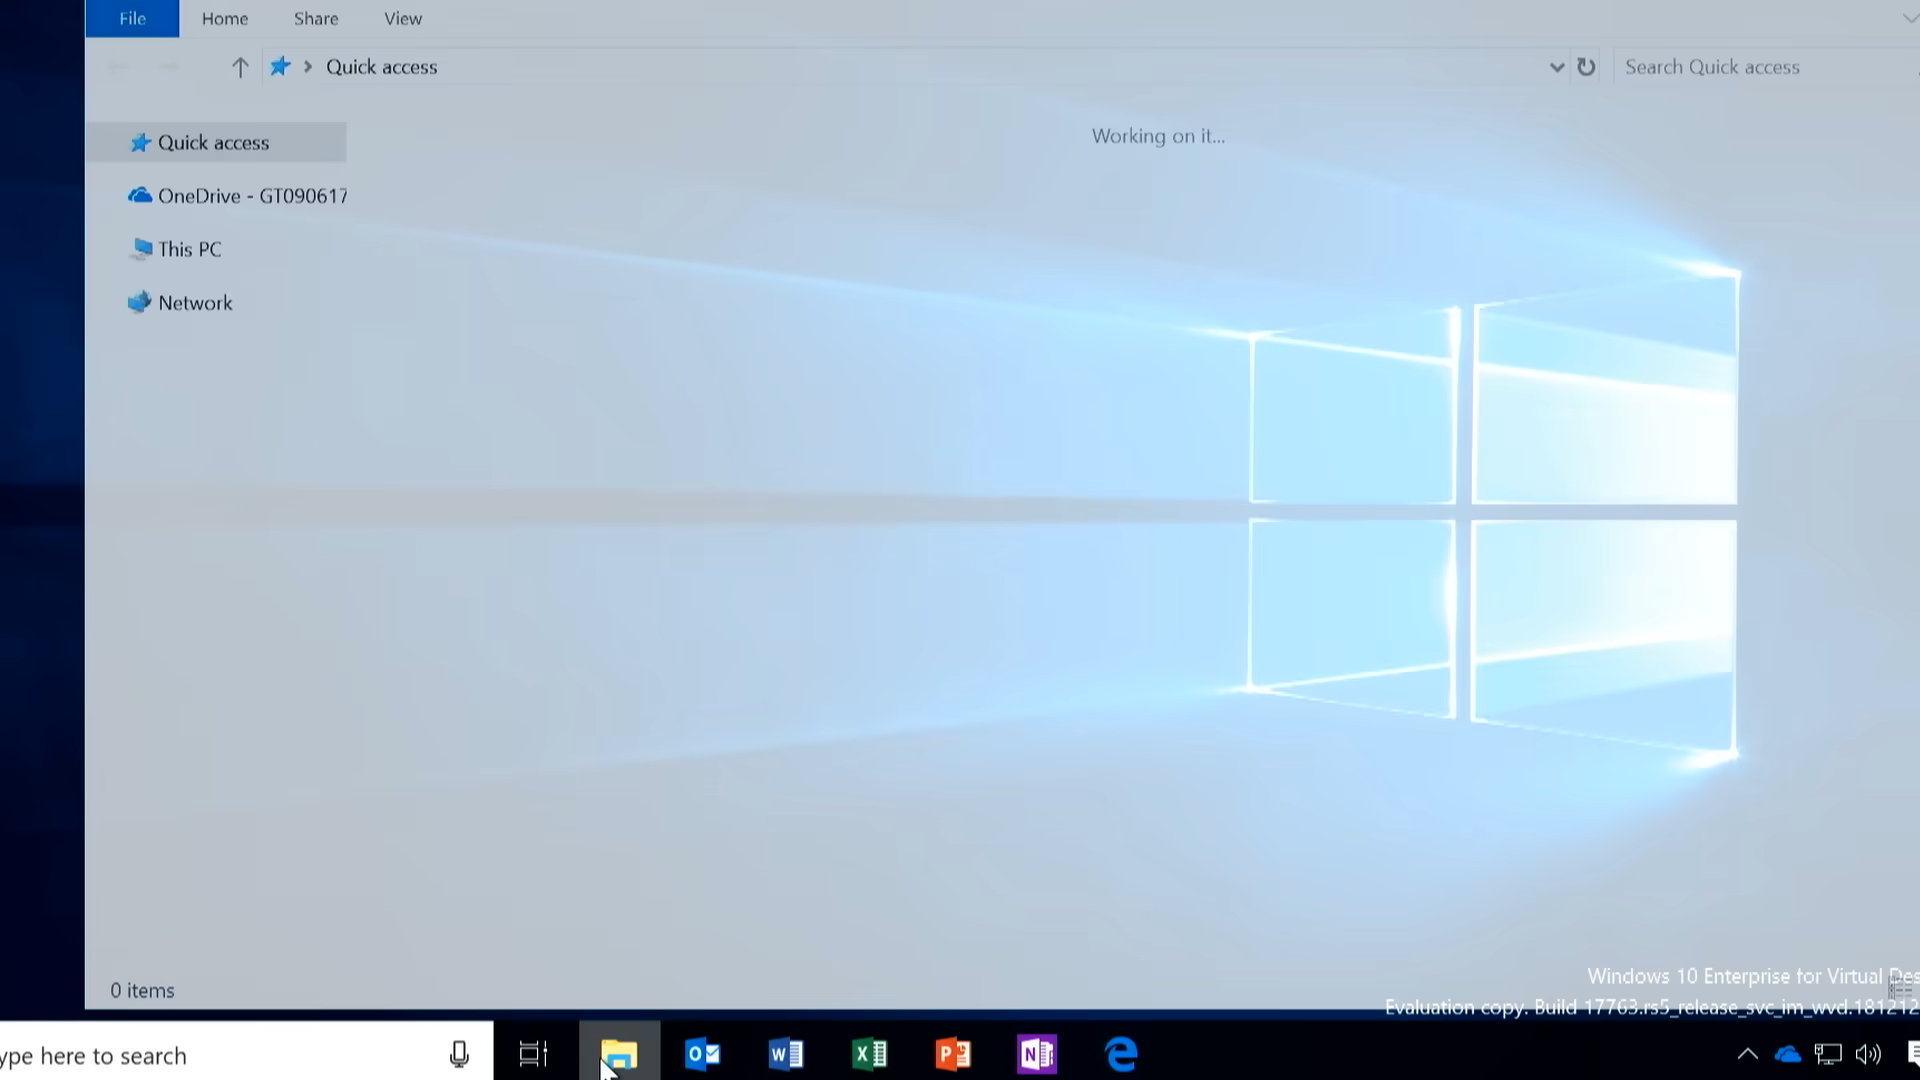 File Home Share View
Quick access
Search Quick access
Quick access
Working on it...
OneDrive - GT090617
This PC
Network
0 items
Windows 10 Enterprise for Virtual Des
Evaluation copy. Build 17763.rs5_release_svc_im_wvd.181212
ype here to search